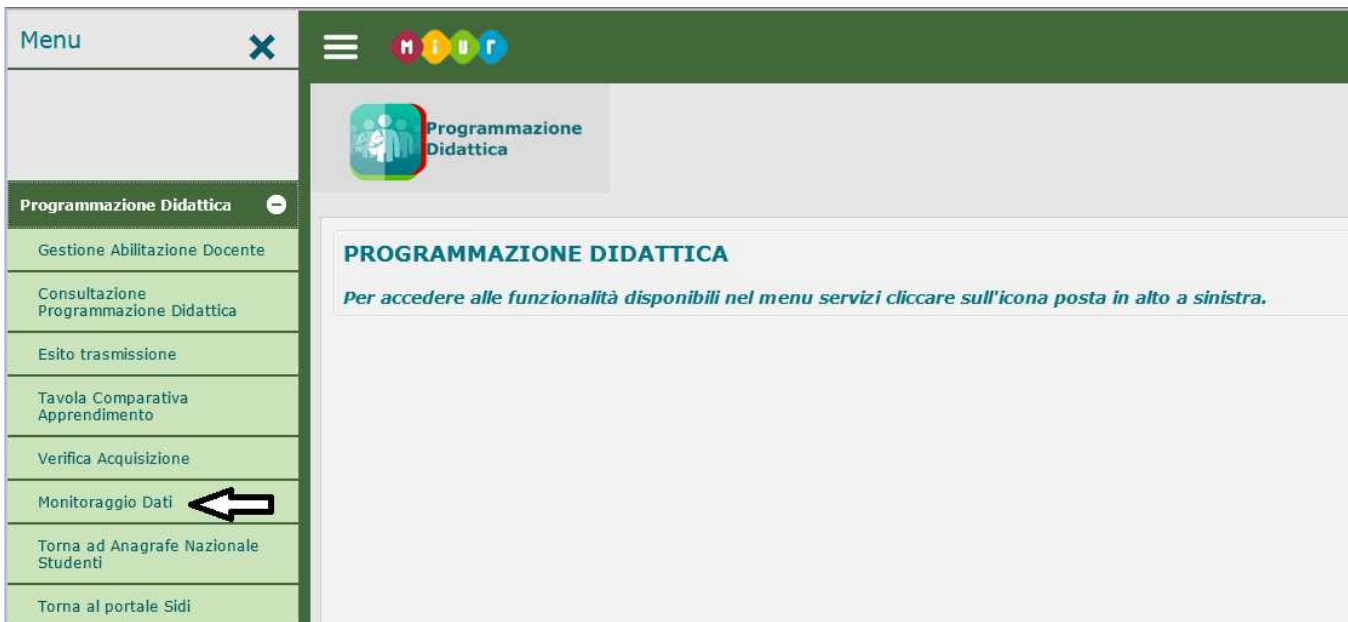 Menu
MIUr
Programmazione
Didattica
Programmazione Didattica
Gestione Abilitazione Docente
Consultazione
Programmazione Didattica
Esito trasmissione
Tavola Comparativa
Apprendimento
Verifica Acquisizione
Monitoraggio Dati
Torna ad Anagrafe Nazionale
Studenti
Torna al portale Sidi
PROGRAMMAZIONE DIDATTICA
Per accedere alle funzionalità disponibili nel menu servizi cliccare sull'icona posta in alto a sinistra.